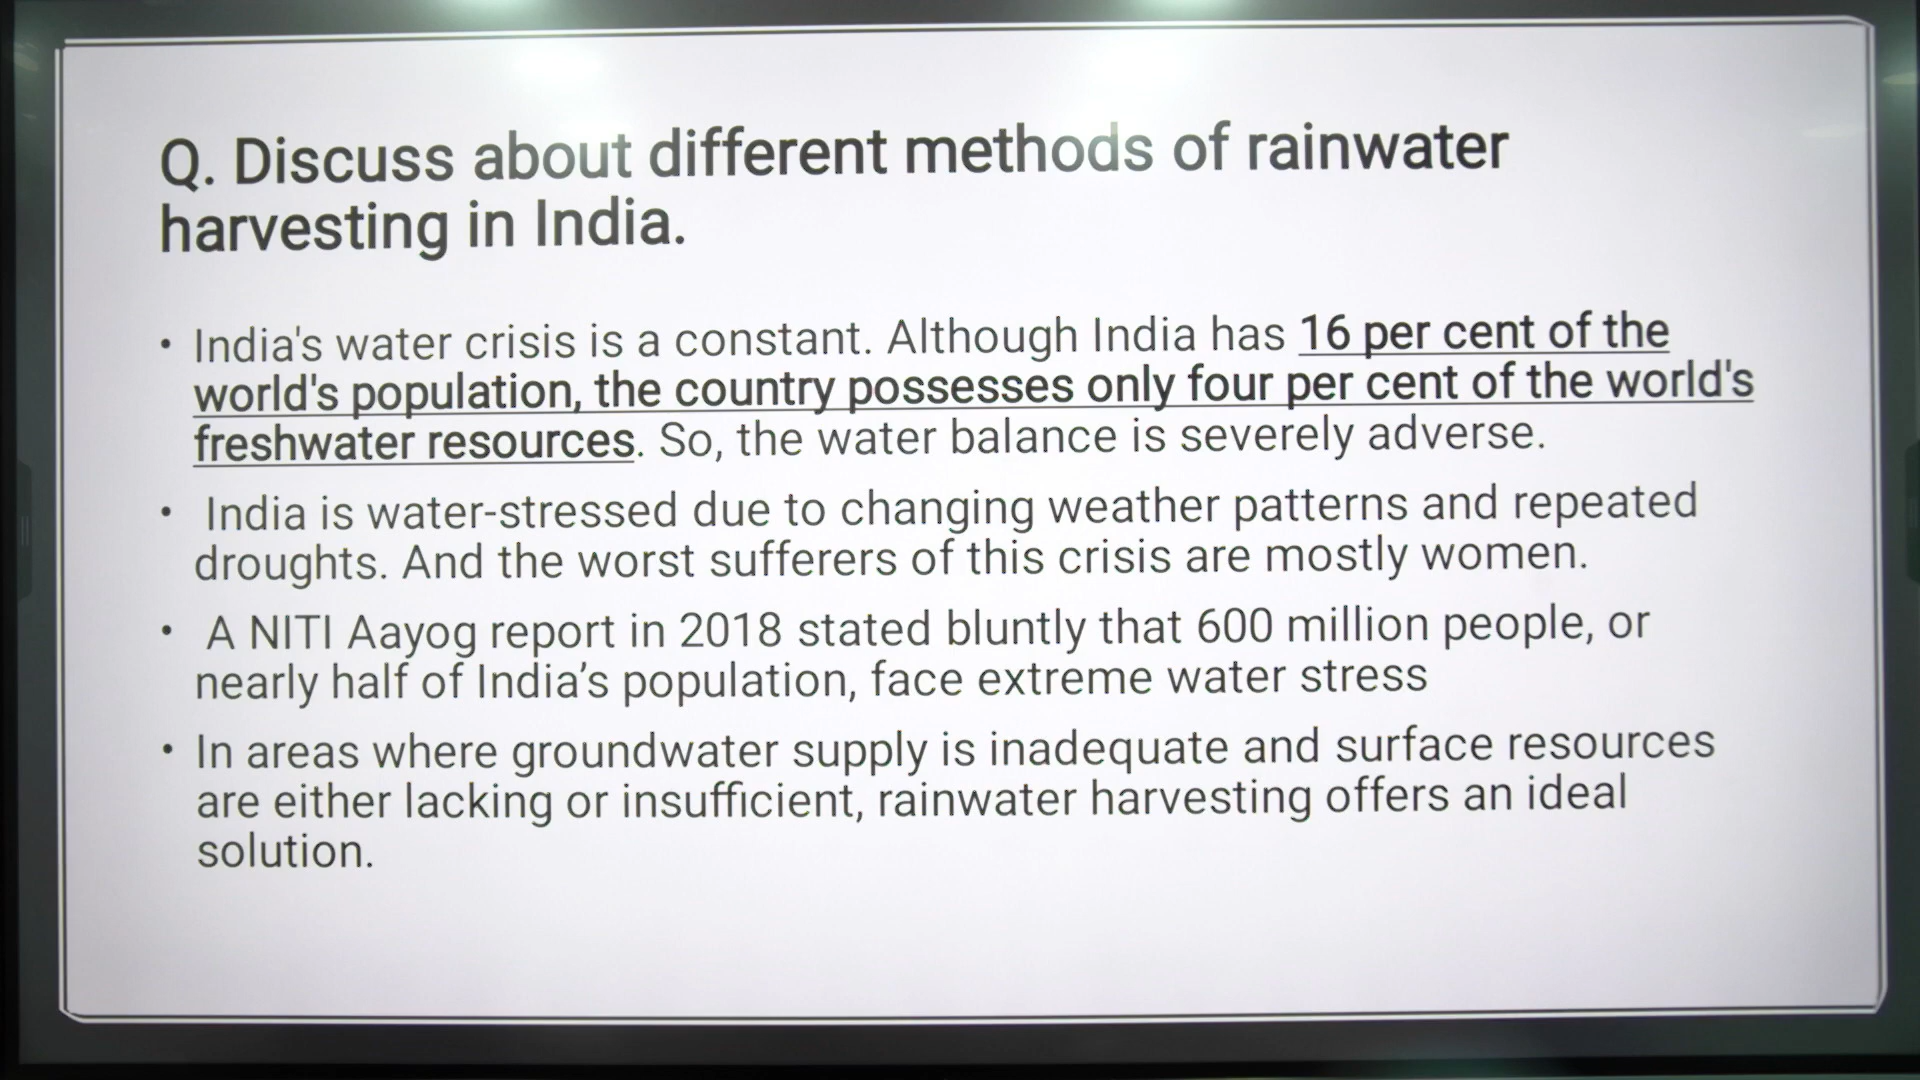 Q. Discuss about different methods of rainwater
harvesting in India.
• India's water crisis is a constant. Although India has 16 per cent of the
world's population, the country possesses only four per cent of the world's
freshwater resources. So, the water balance is severely adverse.
• India is water-stressed due to changing weather patterns and repeated
droughts. And the worst sufferers of this crisis are mostly women.
• A NITI Aayog report in 2018 stated bluntly that 600 million people, or
nearly half of India’s population, face extreme water stress
• In areas where groundwater supply is inadequate and surface resources
are either lacking or insufficient, rainwater harvesting offers an ideal
solution.